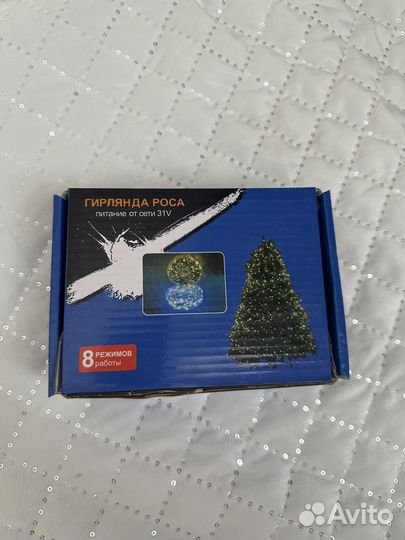 ГИРЛЯНДА РОСА
питание от сети 31V
8 РЕЖИМОВ
работы
Avito